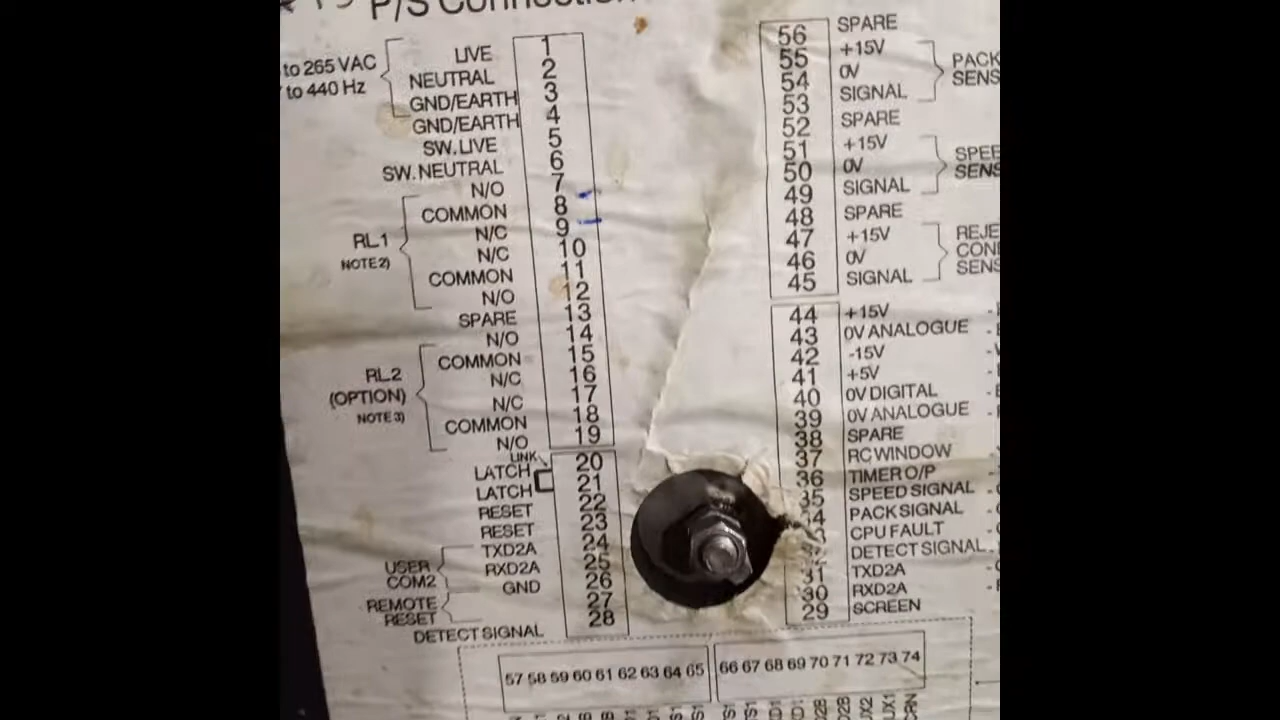 P/S Connection
to 265 VAC
to 440 Hz
LIVE 1
NEUTRAL 2
GND/EARTH 3
GND/EARTH 4
SW.LIVE 5
SW.NEUTRAL 6
N/O 7
COMMON 8
N/C 9
RL1
NOTE 2)
N/C 10
COMMON 11
N/O 12
SPARE 13
N/O 14
COMMON 15
N/C 16
RL2
(OPTION)
NOTE 3)
N/C 17
COMMON 18
N/O 19
LINK
LATCH 20
LATCH 21
RESET 22
RESET 23
TXD2A 24
RXD2A 25
GND 26
USER
COM2
27
REMOTE
RESET
DETECT SIGNAL 28
56 SPARE
55 +15V
54 0V
53 SIGNAL
PACK
SENS
52 SPARE
51 +15V
50 0V
49 SIGNAL
SPEE
SENS
48 SPARE
47 +15V
46 0V
45 SIGNAL
REJE
CON
SENS
44 +15V
43 0V ANALOGUE
42 -15V
41 +5V
40 0V DIGITAL
39 0V ANALOGUE
38 SPARE
37 RC WINDOW
36 TIMER O/P
35 SPEED SIGNAL
PACK SIGNAL
CPU FAULT
DETECT SIGNAL
31 TXD2A
30 RXD2A
29 SCREEN
57 58 59 60 61 62 63 64 65
66 67 68 69 70 71 72 73 74